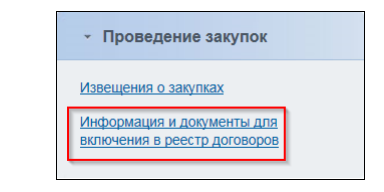 Проведение закупок
Извещения о закупках
Информация и документы для
включения в реестр договоров